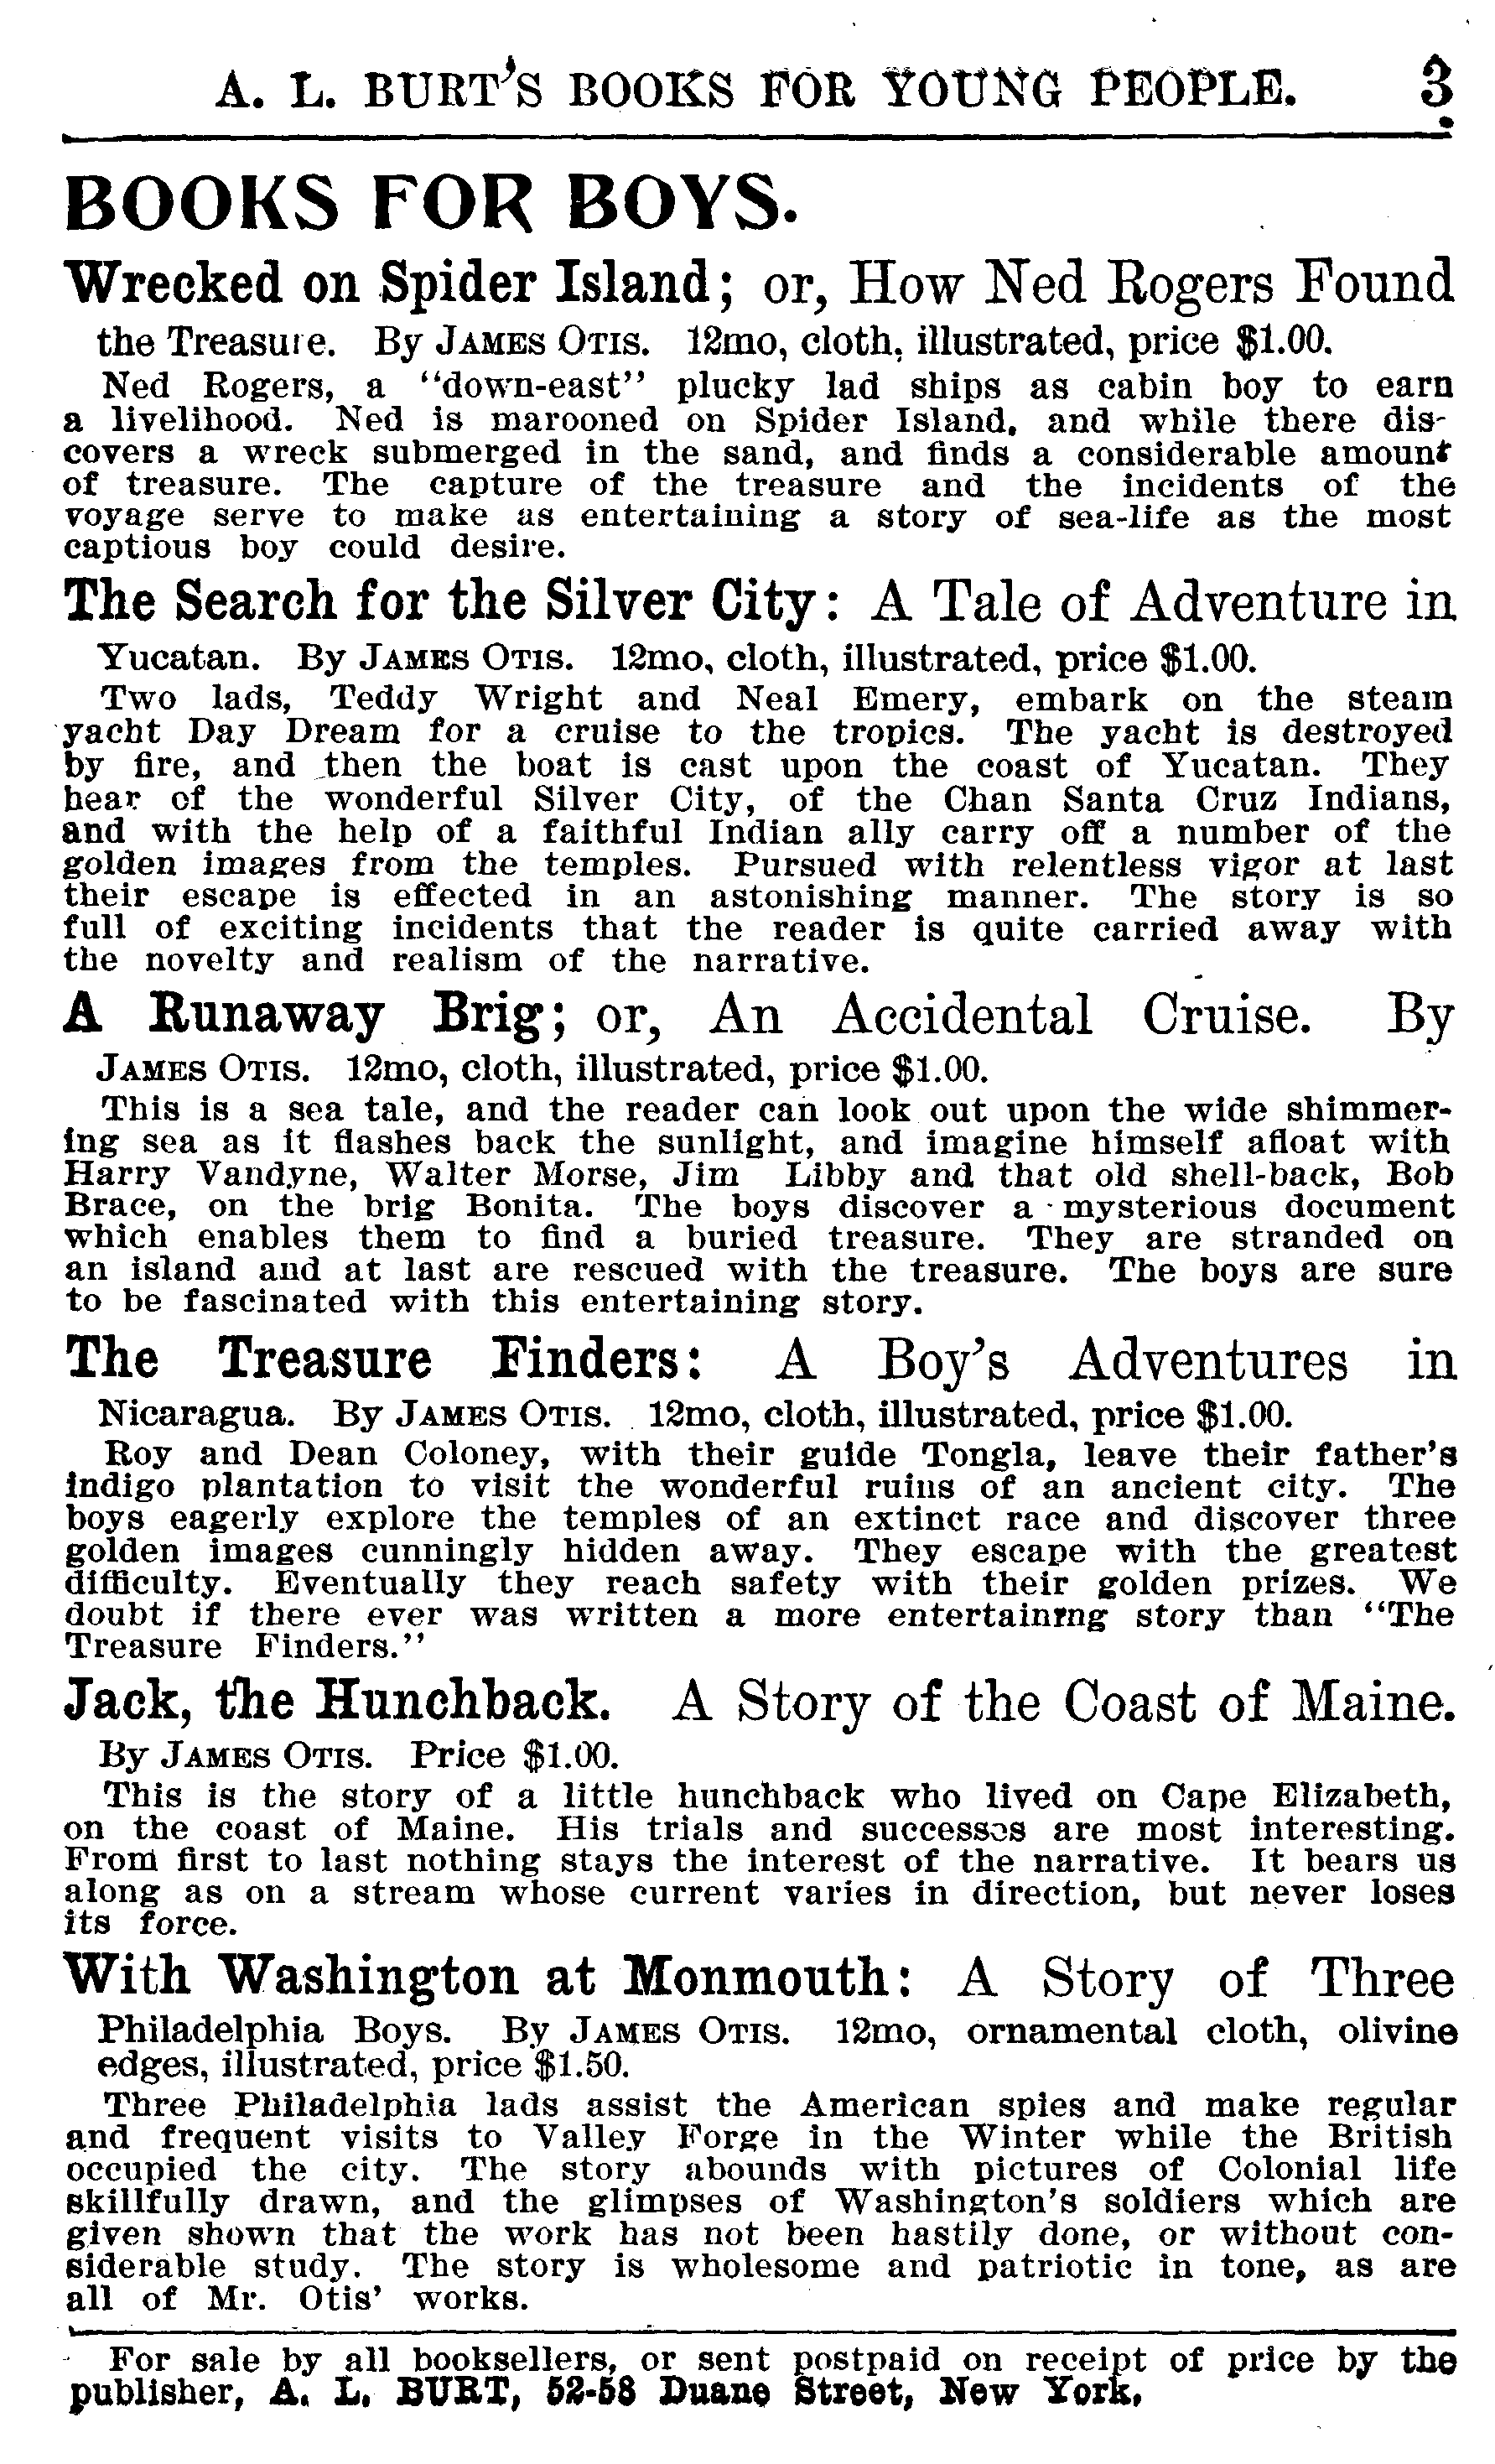 A. L. BURT'S BOOKS FOR YOUNG PEOPLE. 3
BOOKS FOR BOYS.
Wrecked on Spider Island; or, How Ned Rogers Found
the Treasure. By JAMES OTIS. 12mo, cloth, illustrated, price $1.00.
Ned Rogers, a "down-east" plucky lad ships as cabin boy to earn
a livelihood. Ned is marooned on Spider Island, and while there dis-
covers a wreck submerged in the sand, and finds a considerable amount
of treasure. The capture of the treasure and the incidents of the
voyage serve to make as entertaining a story of sea-life as the most
captious boy could desire.
The Search for the Silver City: A Tale of Adventure in
Yucatan. By JAMES OTIS. 12mo, cloth, illustrated, price $1.00.
Two lads, Teddy Wright and Neal Emery, embark on the steam
yacht Day Dream for a cruise to the tropics. The yacht is destroyed
by fire, and then the boat is cast upon the coast of Yucatan. They
hear of the wonderful Silver City, of the Chan Santa Cruz Indians,
and with the help of a faithful Indian ally carry off a number of the
golden images from the temples. Pursued with relentless vigor at last
their escape is effected in an astonishing manner. The story is so
full of exciting incidents that the reader is quite carried away with
the novelty and realism of the narrative.
A Runaway Brig; or, An Accidental Cruise. By
JAMES OTIS. 12mo, cloth, illustrated, price $1.00.
This is a sea tale, and the reader can look out upon the wide shimmer-
ing sea as it flashes back the sunlight, and imagine himself afloat with
Harry Vandyne, Walter Morse, Jim Libby and that old shell-back, Bob
Brace, on the brig Bonita. The boys discover a mysterious document
which enables them to find a buried treasure. They are stranded on
an island and at last are rescued with the treasure. The boys are sure
to be fascinated with this entertaining story.
The Treasure Finders: A Boy's Adventures in
Nicaragua. By JAMES OTIS. 12mo, cloth, illustrated, price $1.00.
Roy and Dean Coloney, with their guide Tongla, leave their father's
indigo plantation to visit the wonderful ruins of an ancient city. The
boys eagerly explore the temples of an extinct race and discover three
golden images cunningly hidden away. They escape with the greatest
difficulty. Eventually they reach safety with their golden prizes. We
doubt if there ever was written a more entertaining story than "The
Treasure Finders."
Jack, the Hunchback. A Story of the Coast of Maine.
By JAMES OTIS. Price $1.00.
This is the story of a little hunchback who lived on Cape Elizabeth,
on the coast of Maine. His trials and successes are most interesting.
From first to last nothing stays the interest of the narrative. It bears us
along as on a stream whose current varies in direction, but never loses
its force.
With Washington at Monmouth: A Story of Three
Philadelphia Boys. By JAMES OTIS. 12mo, ornamental cloth, olivine
edges, illustrated, price $1.50.
Three Philadelphia lads assist the American spies and make regular
and frequent visits to Valley Forge in the Winter while the British
occupied the city. The story abounds with pictures of Colonial life
skillfully drawn, and the glimpses of Washington's soldiers which are
given shown that the work has not been hastily done, or without con-
siderable study. The story is wholesome and patriotic in tone, as are
all of Mr. Otis' works.
For sale by all booksellers, or sent postpaid on receipt of price by the
publisher, A. L. BURT, 52-58 Duane Street, New York.